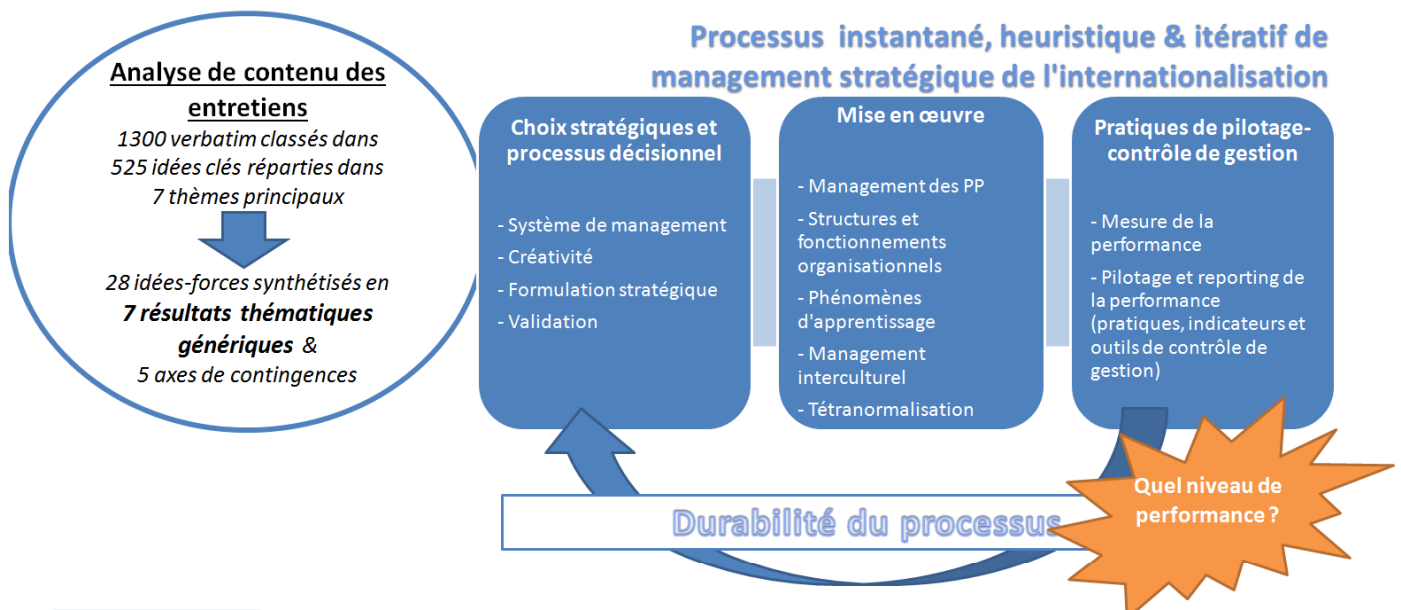 Analyse de contenu des
entretiens
1300 verbatim classés dans
525 idées clés réparties dans
7 thèmes principaux
28 idées-forces synthétisés en
7 résultats thématiques
génériques &
5 axes de contingences
Processus instantané, heuristique & itératif de
management stratégique de l'internationalisation
Choix stratégiques et
processus décisionnel
- Système de management
- Créativité
- Formulation stratégique
- Validation
Mise en œuvre
- Management des PP
- Structures et
fonctionnements
organisationnels
- Phénomènes
d'apprentissage
- Management
interculturel
- Tétranormalisation
Pratiques de pilotage-
contrôle de gestion
- Mesure de la
performance
- Pilotage et reporting de
la performance
(pratiques, indicateurs et
outils de contrôle de
gestion)
Durabilité du processus
Quel niveau de
performance ?